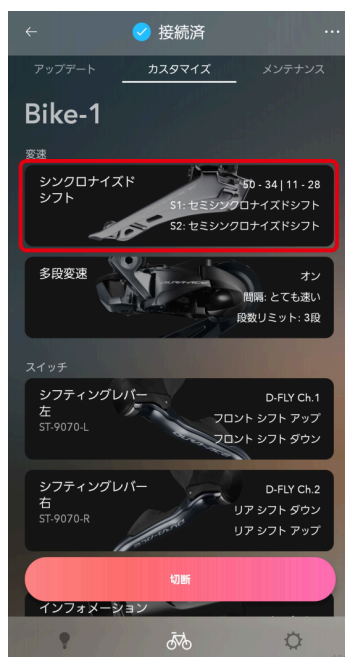 接続済
アップデート カスタマイズ メンテナンス
Bike-1
変速
シンクロナイズド
シフト
50 - 34 | 11 - 28
S1: セミシンクロナイズドシフト
S2: セミシンクロナイズドシフト
多段変速
オン
間隔: とても速い
段数リミット: 3段
スイッチ
シフティングレバー
左
ST-9070-L
D-FLY Ch.1
フロント シフト アップ
フロント シフト ダウン
シフティングレバー
右
ST-9070-R
D-FLY Ch.2
リア シフト ダウン
リア シフト アップ
切断
インフォメーション